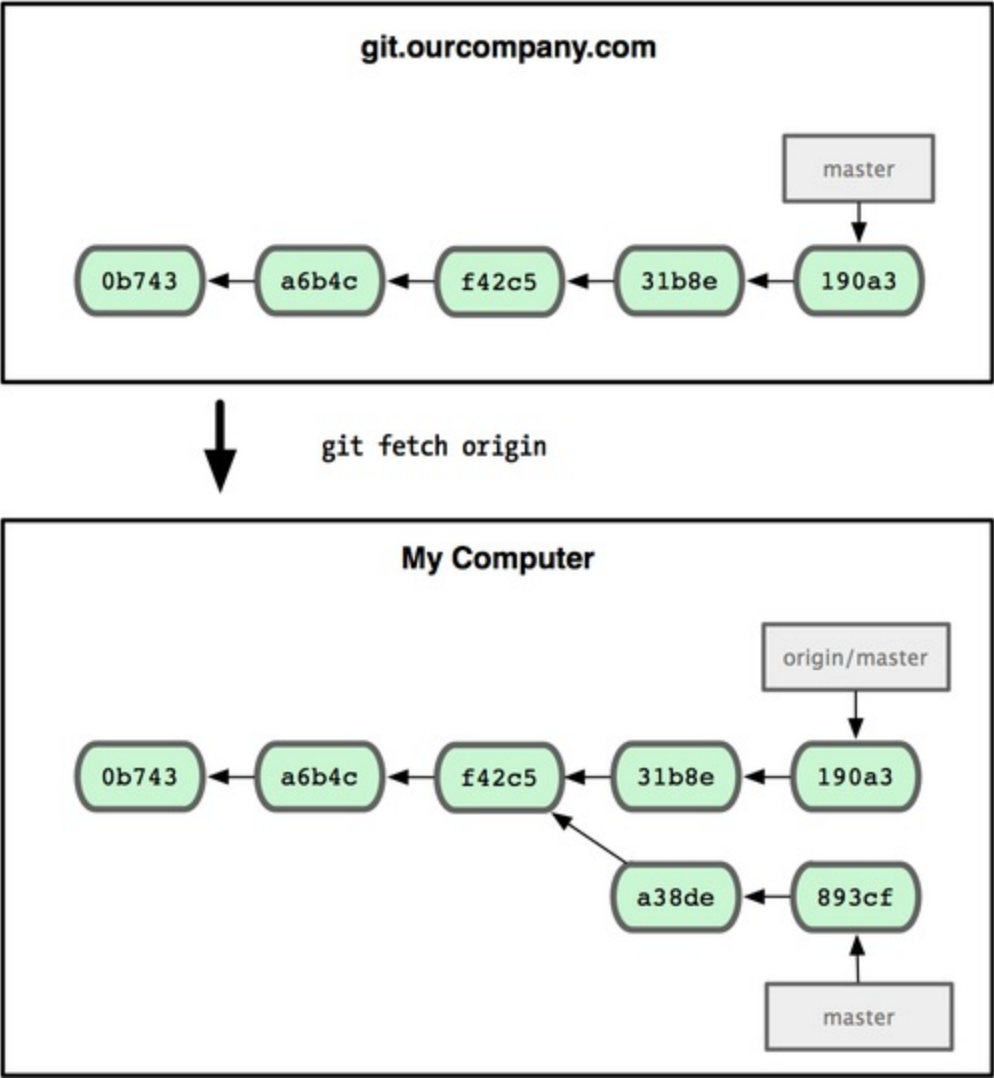 git.ourcompany.com
master
0b743 a6b4c f42c5 31b8e 190a3
git fetch origin
My Computer
origin/master
0b743 a6b4c f42c5 31b8e 190a3
a38de 893cf
master